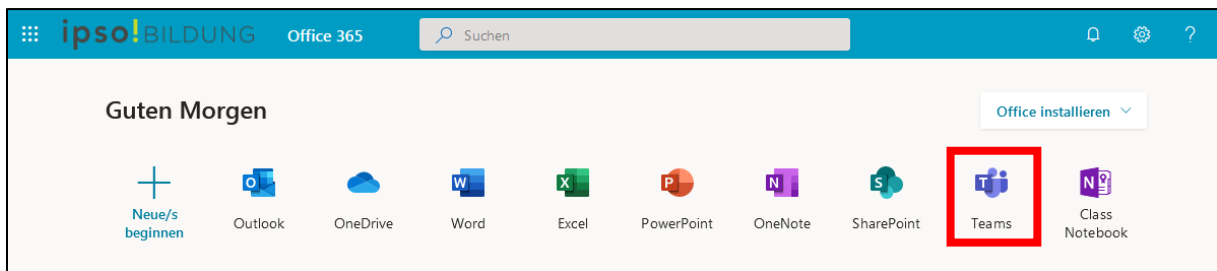 ipso!BILDUNG Office 365 Suchen
Guten Morgen
Office installieren
Neue/s beginnen
Outlook
OneDrive
Word
Excel
PowerPoint
OneNote
SharePoint
Teams
Class Notebook